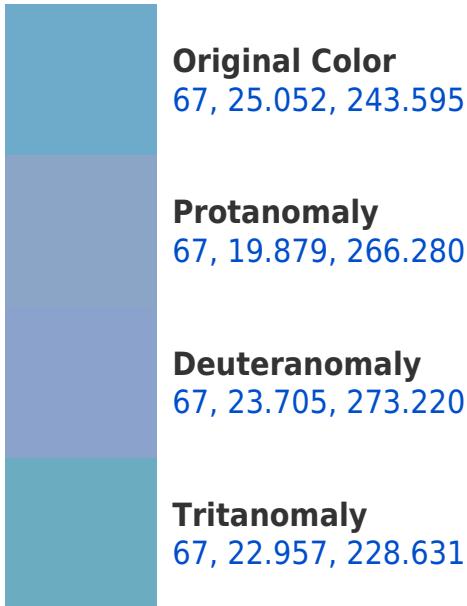 Original Color
67, 25.052, 243.595
Protanomaly
67, 19.879, 266.280
Deuteranomaly
67, 23.705, 273.220
Tritanomaly
67, 22.957, 228.631